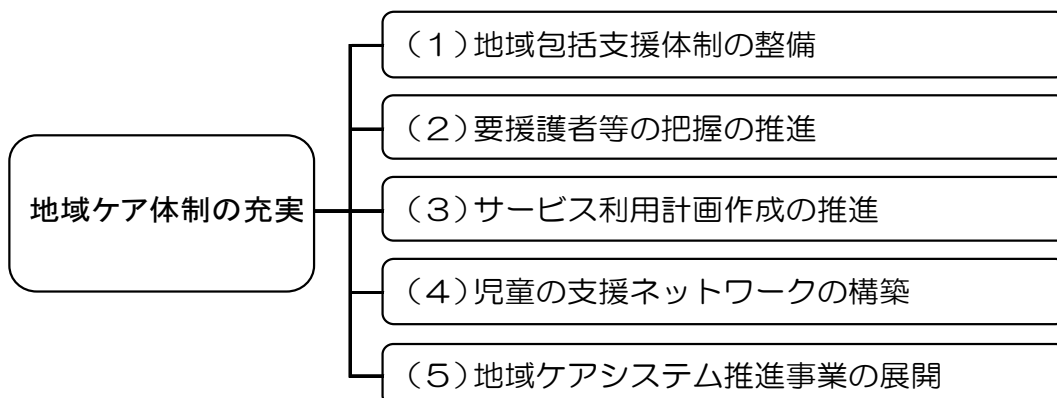 地域ケア体制の充実
（１）地域包括支援体制の整備
（２）要援護者等の把握の推進
（３）サービス利用計画作成の推進
（４）児童の支援ネットワークの構築
（５）地域ケアシステム推進事業の展開